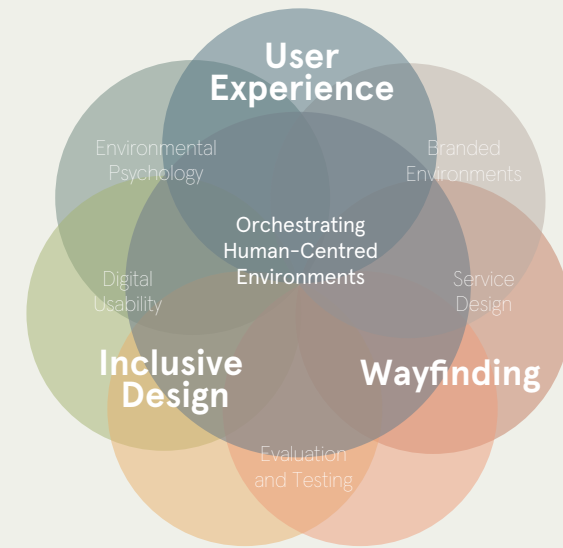 User
Experience
Environmental
Psychology
Branded
Environments
Orchestrating
Human-Centred
Environments
Digital
Usability
Service
Design
Inclusive
Design
Wayfinding
Evaluation
and Testing